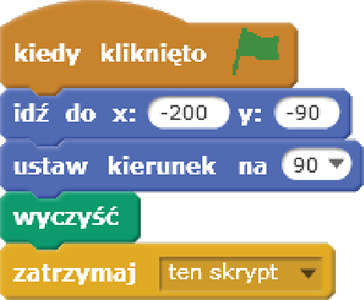 kiedy kliknięto
idź do x: -200 y: -90
ustaw kierunek na 90
wyczyść
zatrzymaj ten skrypt